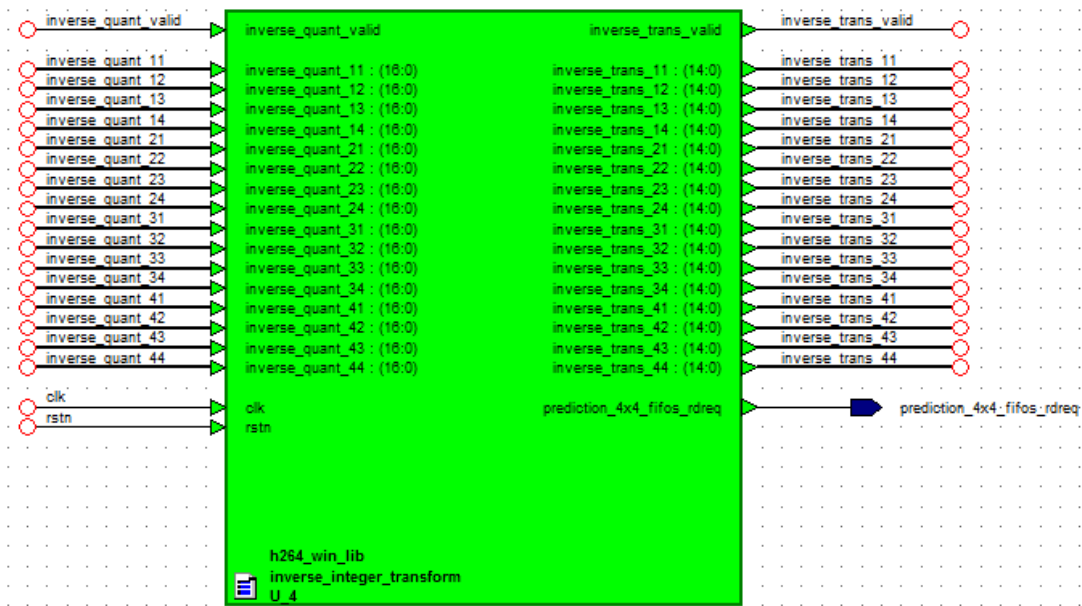 inverse_quant_valid inverse_quant_valid inverse_trans_valid inverse_trans_valid
inverse_quant_11 inverse_quant_11 : (16:0) inverse_trans_11 : (14:0) inverse_trans_11
inverse_quant_12 inverse_quant_12 : (16:0) inverse_trans_12 : (14:0) inverse_trans_12
inverse_quant_13 inverse_quant_13 : (16:0) inverse_trans_13 : (14:0) inverse_trans_13
inverse_quant_14 inverse_quant_14 : (16:0) inverse_trans_14 : (14:0) inverse_trans_14
inverse_quant_21 inverse_quant_21 : (16:0) inverse_trans_21 : (14:0) inverse_trans_21
inverse_quant_22 inverse_quant_22 : (16:0) inverse_trans_22 : (14:0) inverse_trans_22
inverse_quant_23 inverse_quant_23 : (16:0) inverse_trans_23 : (14:0) inverse_trans_23
inverse_quant_24 inverse_quant_24 : (16:0) inverse_trans_24 : (14:0) inverse_trans_24
inverse_quant_31 inverse_quant_31 : (16:0) inverse_trans_31 : (14:0) inverse_trans_31
inverse_quant_32 inverse_quant_32 : (16:0) inverse_trans_32 : (14:0) inverse_trans_32
inverse_quant_33 inverse_quant_33 : (16:0) inverse_trans_33 : (14:0) inverse_trans_33
inverse_quant_34 inverse_quant_34 : (16:0) inverse_trans_34 : (14:0) inverse_trans_34
inverse_quant_41 inverse_quant_41 : (16:0) inverse_trans_41 : (14:0) inverse_trans_41
inverse_quant_42 inverse_quant_42 : (16:0) inverse_trans_42 : (14:0) inverse_trans_42
inverse_quant_43 inverse_quant_43 : (16:0) inverse_trans_43 : (14:0) inverse_trans_43
inverse_quant_44 inverse_quant_44 : (16:0) inverse_trans_44 : (14:0) inverse_trans_44
clk clk prediction_4x4_fifos_rdreq prediction_4x4_fifos_rdreq
rstn rstn
h264_win_lib
inverse_integer_transform
U_4